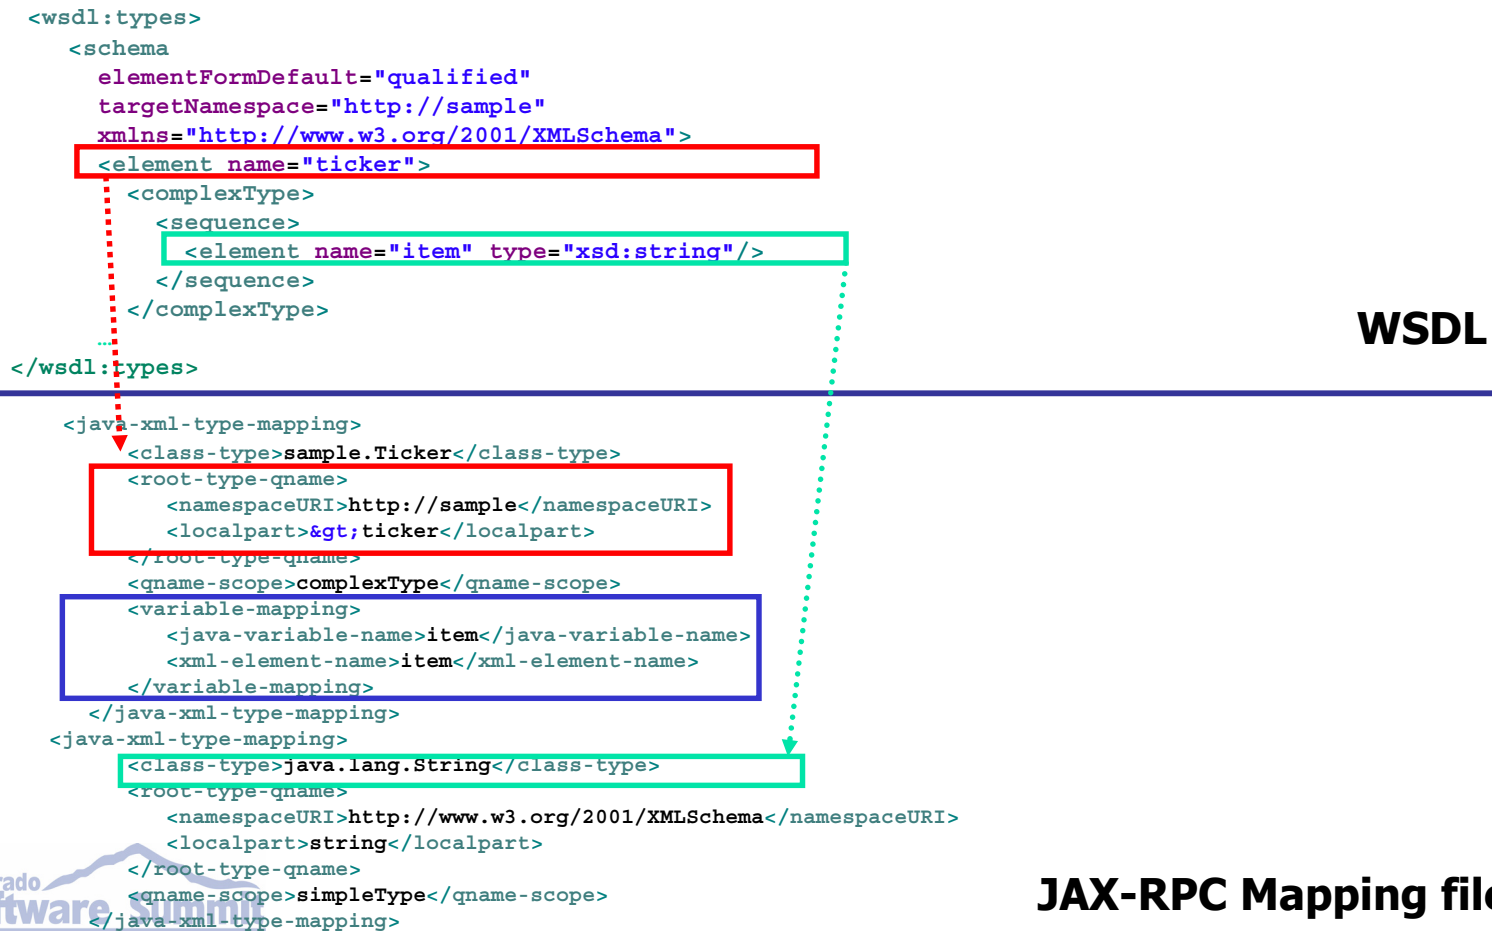 <wsdl:types>
<schema
elementFormDefault="qualified"
targetNamespace="http://sample"
xmlns="http://www.w3.org/2001/XMLSchema">
<element name="ticker">
<complexType>
<sequence>
<element name="item" type="xsd:string"/>
</sequence>
</complexType>
...
</wsdl:types>
WSDL
<java-xml-type-mapping>
<class-type>sample.Ticker</class-type>
<root-type-qname>
<namespaceURI>http://sample</namespaceURI>
<localpart>&gt;ticker</localpart>
</root-type-qname>
<qname-scope>complexType</qname-scope>
<variable-mapping>
<java-variable-name>item</java-variable-name>
<xml-element-name>item</xml-element-name>
</variable-mapping>
</java-xml-type-mapping>
<java-xml-type-mapping>
<class-type>java.lang.String</class-type>
<root-type-qname>
<namespaceURI>http://www.w3.org/2001/XMLSchema</namespaceURI>
<localpart>string</localpart>
</root-type-qname>
<qname-scope>simpleType</qname-scope>
</java-xml-type-mapping>
rado
tware Summit
JAX-RPC Mapping file